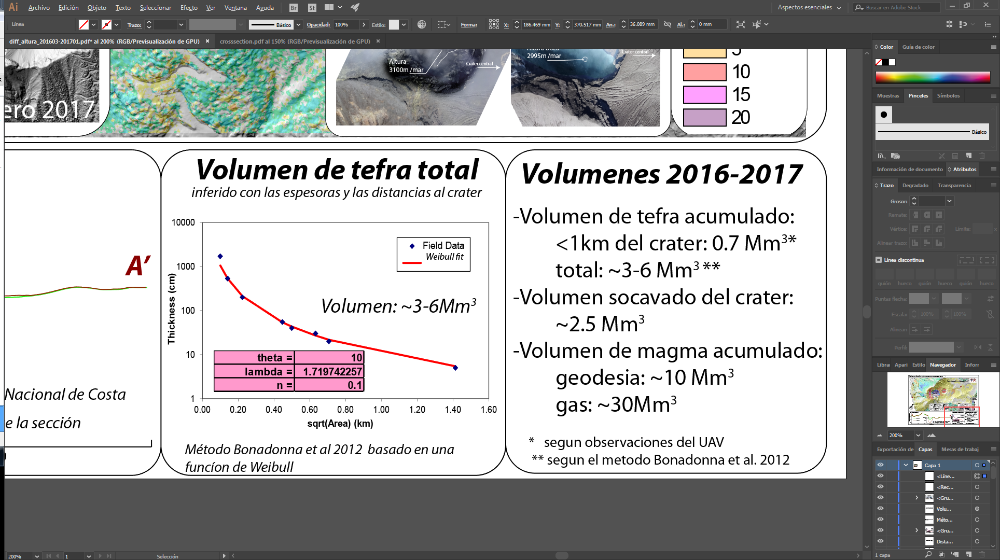 Ai Archivo Edición Objeto Texto Seleccionar Efecto Ver Ventana Ayuda Br St Aspectos esenciales Buscar en Adobe Stock
Línea Trazo: Básico Opacidad: 100% Estilo: Forma: X: 186.469 mm Y: 370.517 mm An.: 36.089 mm Al.: 0 mm
diff_altura_201603-201701.pdf* al 200% (RGB/Previsualización de GPU) × crosssection.pdf al 150% (RGB/Previsualización de GPU) ×
ero 2017
Altura
3100m /mar
Crater central
Altura boca
2995m /mar
Crater central
5
10
15
20
A’
Nacional de Costa
e la sección
Volumen de tefra total
inferido con las espesoras y las distancias al crater
10000
1000
100
10
1
Thickness (cm)
Field Data
Weibull fit
Volumen: ~3-6Mm³
theta = 10
lambda = 1.719742257
n = 0.1
0.00 0.20 0.40 0.60 0.80 1.00 1.20 1.40 1.60
sqrt(Area) (km)
Método Bonadonna et al 2012 basado en una
funcíon de Weibull
Volumenes 2016-2017
-Volumen de tefra acumulado:
<1km del crater: 0.7 Mm³*
total: ~3-6 Mm³ **
-Volumen socavado del crater:
~2.5 Mm³
-Volumen de magma acumulado:
geodesia: ~10 Mm³
gas: ~30Mm³
* segun observaciones del UAV
** segun el metodo Bonadonna et al. 2012
Color Guía de color
Muestras Pinceles Símbolos
Básico
Información de documento Atributos
Trazo Degradado Transparencia
Grosor:
Remate:
Vértice: Límite: x
Alinear trazo:
Línea discontinua
guión hueco guión hueco guión hueco
Puntas flecha:
Escala: 100% 100%
Alinear:
Perfil:
Librar Apari Estilo Navegador Inforr
200%
Exportación de Capas Mesas de trabaj
Capa 1
<Líne...
<Rec...
<Gru...
Volu...
Méto...
<Gru...
Dista...
1 capa
200% 1 Selección